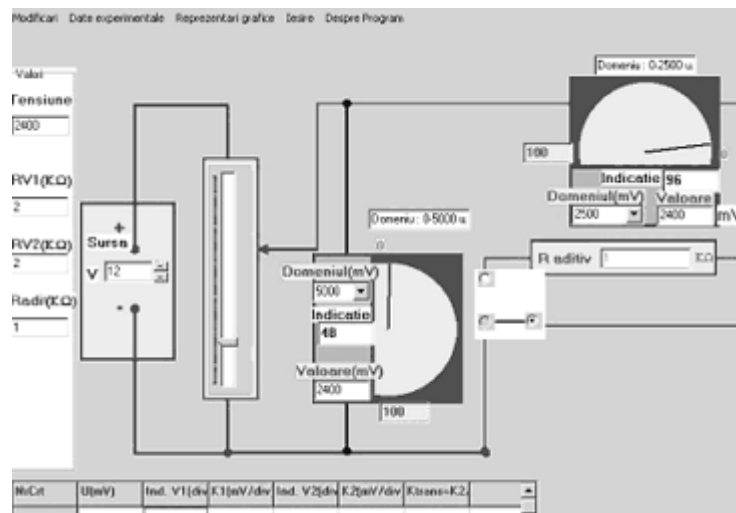 Modificari Date experimentale Reprezentari grafice Iesire Despre Program
Valori
Tensiune
2400
RV1(KΩ)
2
RV2(KΩ)
2
Radit(KΩ)
1
+
Sursa
V 12
-
Domeniu : 0-5000 u.
0
Domeniul(mV)
5000
Indicatie
48
Valoare(mV)
2400
100
Domeniu : 0-2500 u.
100
0
Indicatie 96
Domeniul(mV) Valoare
2500 2400 mV
R aditiv 1 KΩ
NrCrt U(mV) Ind. V1(div K1(mV/div Ind. V2(div K2(mV/div Ktrans=K2/